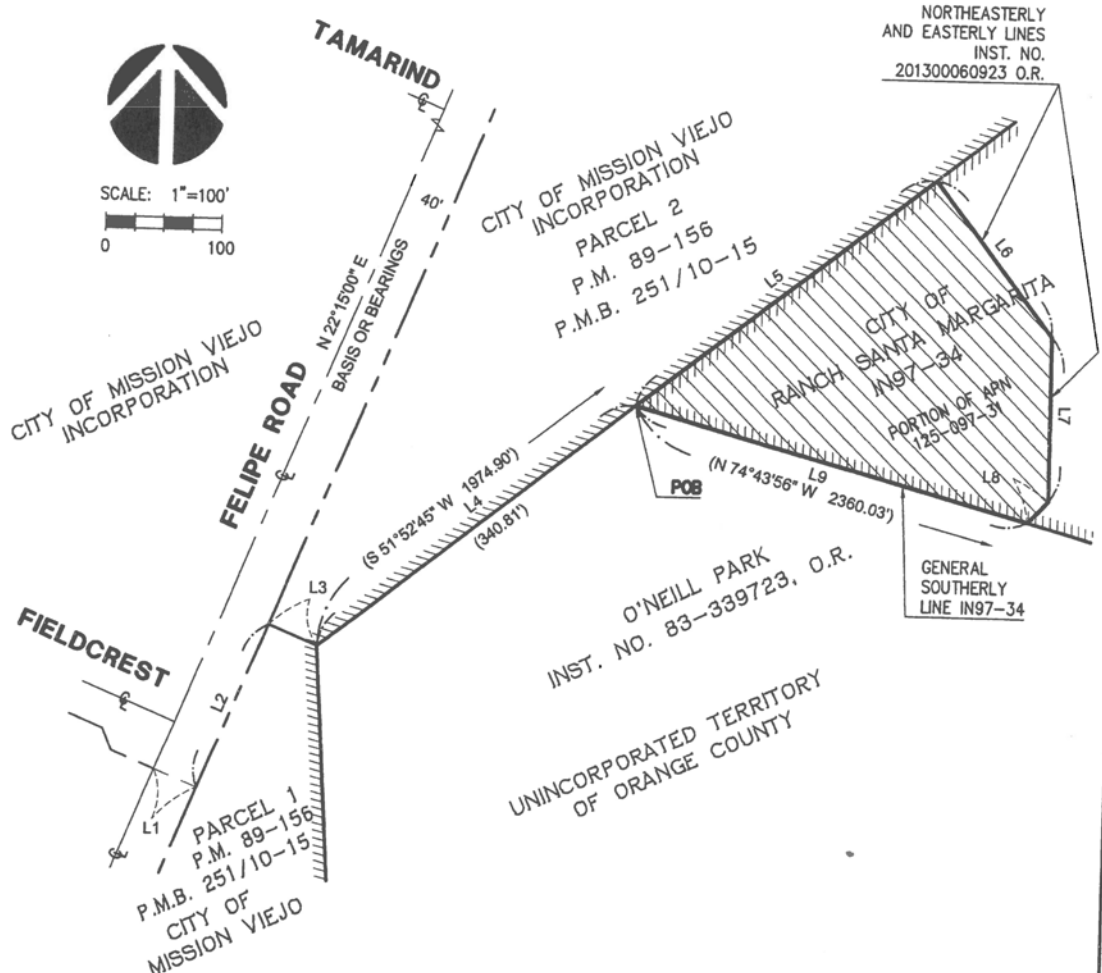 NORTHEASTERLY
AND EASTERLY LINES
INST. NO.
201300060923 O.R.
TAMARIND
℄
SCALE: 1"=100'
0 100
40'
CITY OF MISSION VIEJO
INCORPORATION
PARCEL 2
P.M. 89-156
P.M.B. 251/10-15
N 22°15'00" E
BASIS OR BEARINGS
L5
L6
CITY OF
RANCH SANTA MARGARITA
IN97-34
PORTION OF APN
125-097-31
L7
L8
CITY OF MISSION VIEJO
INCORPORATION
FELIPE ROAD
℄
(S 51°52'45" W 1974.90')
L4
(340.81')
POB
(N 74°43'56" W 2360.03')
L9
GENERAL
SOUTHERLY
LINE IN97-34
O'NEILL PARK
INST. NO. 83-339723, O.R.
UNINCORPORATED TERRITORY
OF ORANGE COUNTY
L3
FIELDCREST
℄
L2
L1
℄
PARCEL 1
P.M. 89-156
P.M.B. 251/10-15
CITY OF
MISSION VIEJO